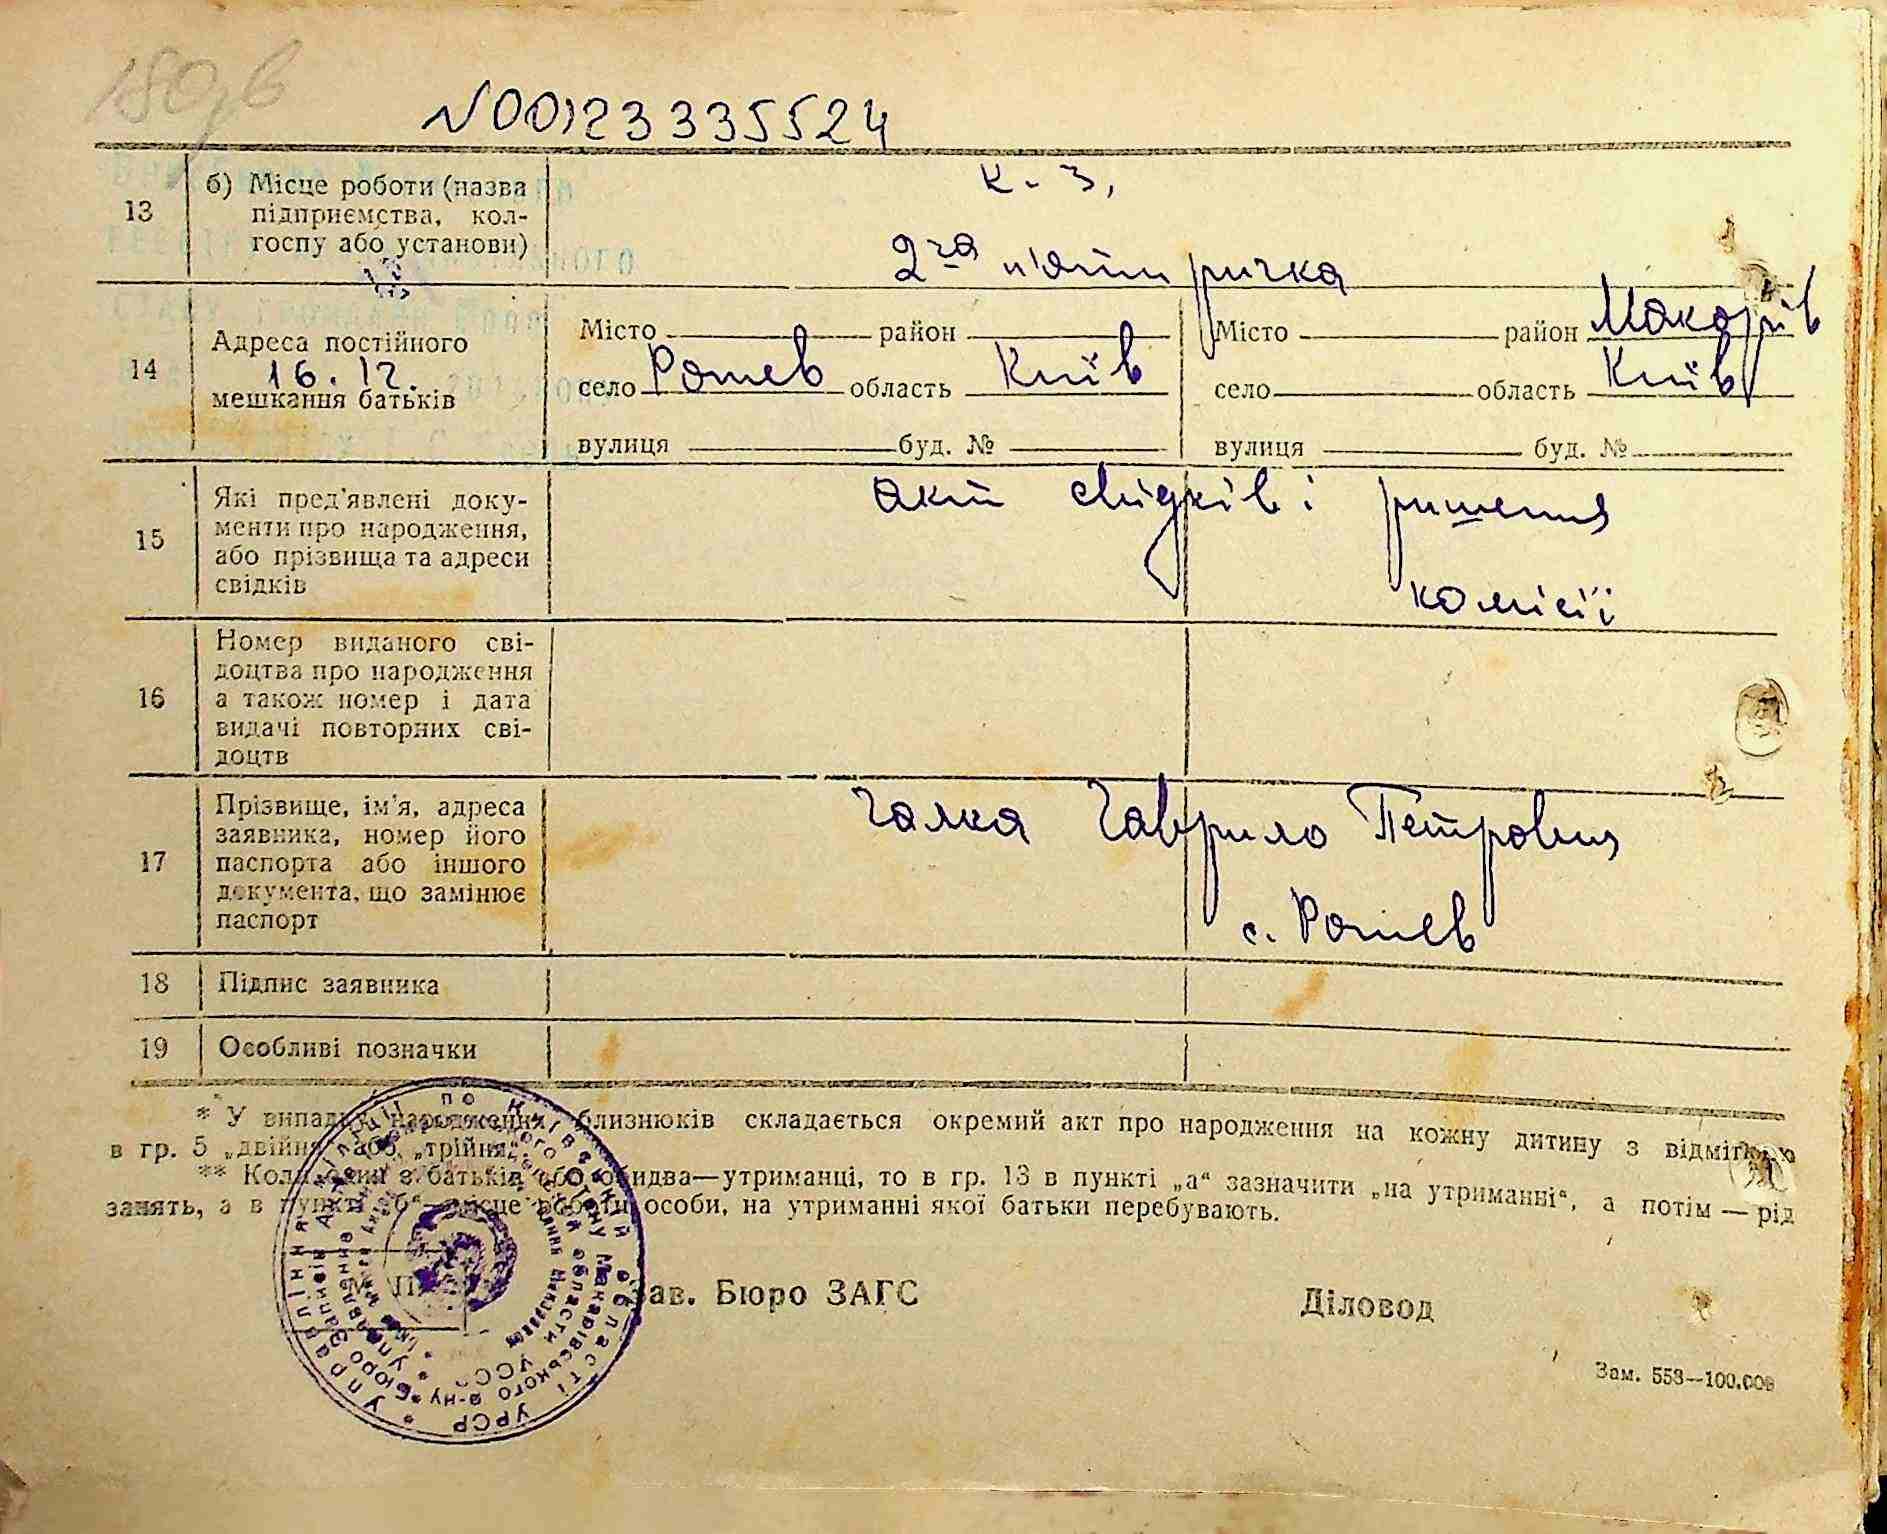 180зв
N00123335524
13 б) Місце роботи (назва
підприємства, кол-
госпу або установи)
к-з,
2га п'ятиричка
14 Адреса постійного
16.12.
мешкання батьків
Місто район Місто район Макарів
село Рожев область Київ село область Київ
вулиця буд. № вулиця буд. №
15 Які пред'явлені доку-
менти про народження,
або прізвища та адреси
свідків
акт свідків і ришення
комісії
16 Номер виданого сві-
доцтва про народження
а також номер і дата
видачі повторних сві-
доцтв
17 Прізвище, ім'я, адреса
заявника, номер його
паспорта або іншого
документа, що замінює
паспорт
Галка Гаврило Петрович
с. Рожев
18 Підпис заявника
19 Особливі позначки
* У випадку народження близнюків складається окремий акт про народження на кожну дитину з відміткою
в гр. 5 „двійня“ або „трійня“.
** Коли один з батьків або обидва—утриманці, то в гр. 13 в пункті „а“ зазначити „на утриманні“, а потім — рід
занять, а в пункті „б“—місце роботи особи, на утриманні якої батьки перебувають.
М. П. Зав. Бюро ЗАГС Діловод
Зам. 553—100.000